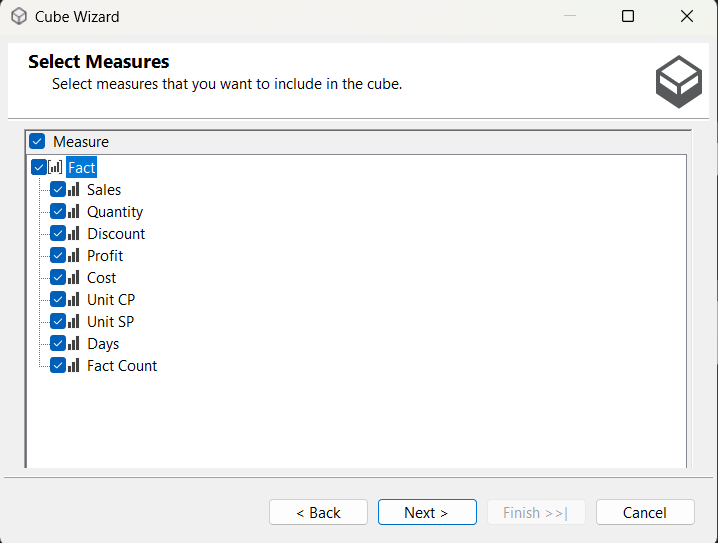 Cube Wizard
Select Measures
Select measures that you want to include in the cube.
Measure
Fact
Sales
Quantity
Discount
Profit
Cost
Unit CP
Unit SP
Days
Fact Count
< Back Next > Finish >>| Cancel